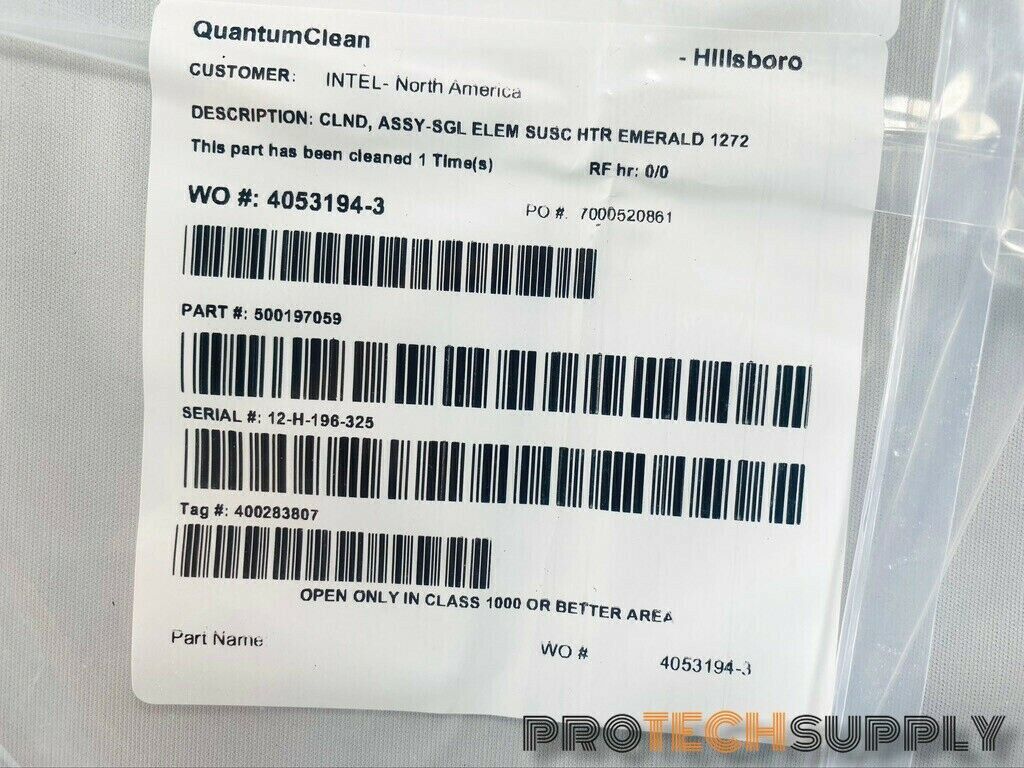 QuantumClean - Hillsboro
CUSTOMER: INTEL- North America
DESCRIPTION: CLND, ASSY-SGL ELEM SUSC HTR EMERALD 1272
This part has been cleaned 1 Time(s) RF hr: 0/0
WO #: 4053194-3 PO #. 7000520861
PART #: 500197059
SERIAL #: 12-H-196-325
Tag #: 400283807
OPEN ONLY IN CLASS 1000 OR BETTER AREA
Part Name
WO # 4053194-3
PROTECHSUPPLY